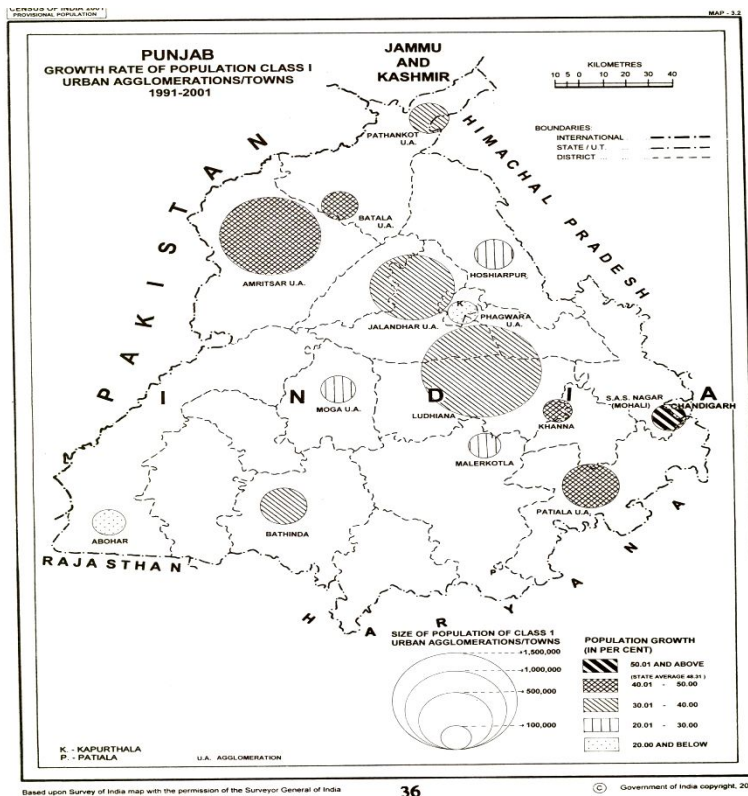 CENSUS OF INDIA 2001
PROVISIONAL POPULATION
MAP - 3.2
PUNJAB
GROWTH RATE OF POPULATION CLASS I
URBAN AGGLOMERATIONS/TOWNS
1991-2001
JAMMU
AND
KASHMIR
KILOMETRES
10 5 0 10 20 30 40
BOUNDARIES:
INTERNATIONAL
STATE / U.T.
DISTRICT
PAKISTAN
HIMACHAL PRADESH
PATHANKOT
U.A.
BATALA
U.A.
AMRITSAR U.A.
HOSHIARPUR
K
JALANDHAR U.A.
PHAGWARA
U.A.
INDIA
MOGA U.A.
LUDHIANA
KHANNA
S.A.S. NAGAR
(MOHALI)
CHANDIGARH
MALERKOTLA
PATIALA U.A.
BATHINDA
ABOHAR
P
RAJASTHAN
HARYANA
SIZE OF POPULATION OF CLASS 1
URBAN AGGLOMERATIONS/TOWNS
1,500,000
1,000,000
500,000
100,000
POPULATION GROWTH
(IN PER CENT)
50.01 AND ABOVE
40.01 - 50.00
30.01 - 40.00
20.01 - 30.00
20.00 AND BELOW
K. - KAPURTHALA
P. - PATIALA
U.A. AGGLOMERATION
Based upon Survey of India map with the permission of the Surveyor General of India
36
© Government of India copyright, 20